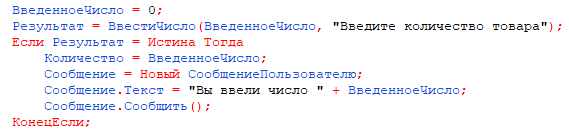 ВведенноеЧисло = 0;
Результат = ВвестиЧисло(ВведенноеЧисло, "Введите количество товара");
Если Результат = Истина Тогда
Количество = ВведенноеЧисло;
Сообщение = Новый СообщениеПользователю;
Сообщение.Текст = "Вы ввели число " + ВведенноеЧисло;
Сообщение.Сообщить();
КонецЕсли;